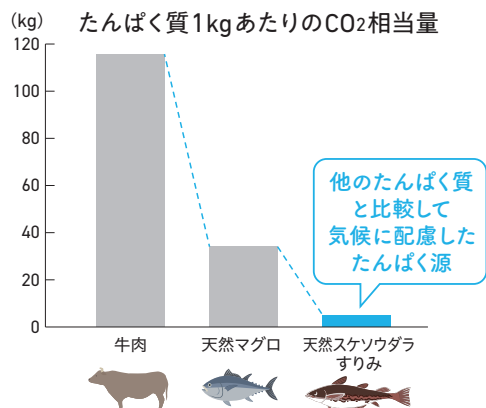 (kg)
たんぱく質1kgあたりのCO2相当量
120
100
80
60
40
20
0
他のたんぱく質
と比較して
気候に配慮した
たんぱく源
牛肉
天然マグロ
天然スケソウダラ
すりみ